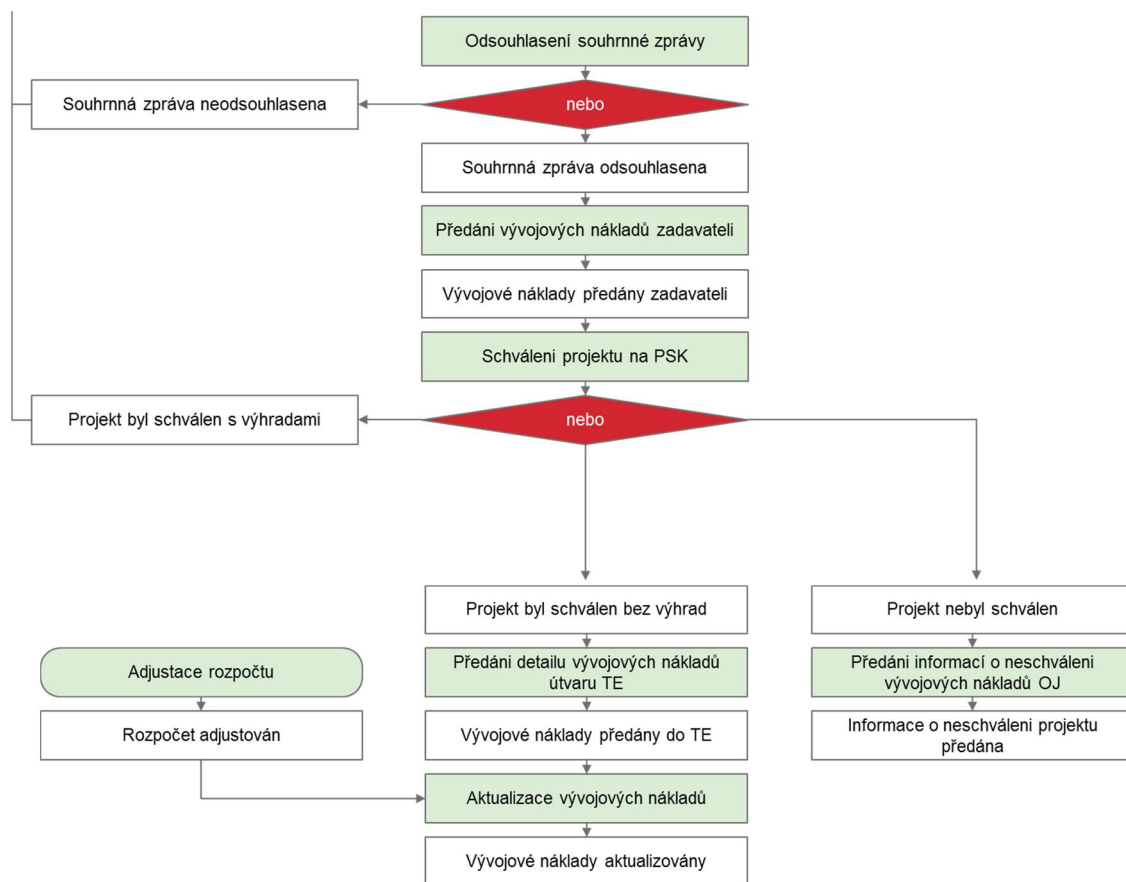 Odsouhlasení souhrnné zprávy
Souhrnná zpráva neodsouhlasena
nebo
Souhrnná zpráva odsouhlasena
Předáni vývojových nákladů zadavateli
Vývojové náklady předány zadavateli
Schváleni projektu na PSK
Projekt byl schválen s výhradami
nebo
Projekt byl schválen bez výhrad
Projekt nebyl schválen
Adjustace rozpočtu
Předáni detailu vývojových nákladů
útvaru TE
Předáni informací o neschváleni
vývojových nákladů OJ
Rozpočet adjustován
Vývojové náklady předány do TE
Informace o neschváleni projektu
předána
Aktualizace vývojových nákladů
Vývojové náklady aktualizovány